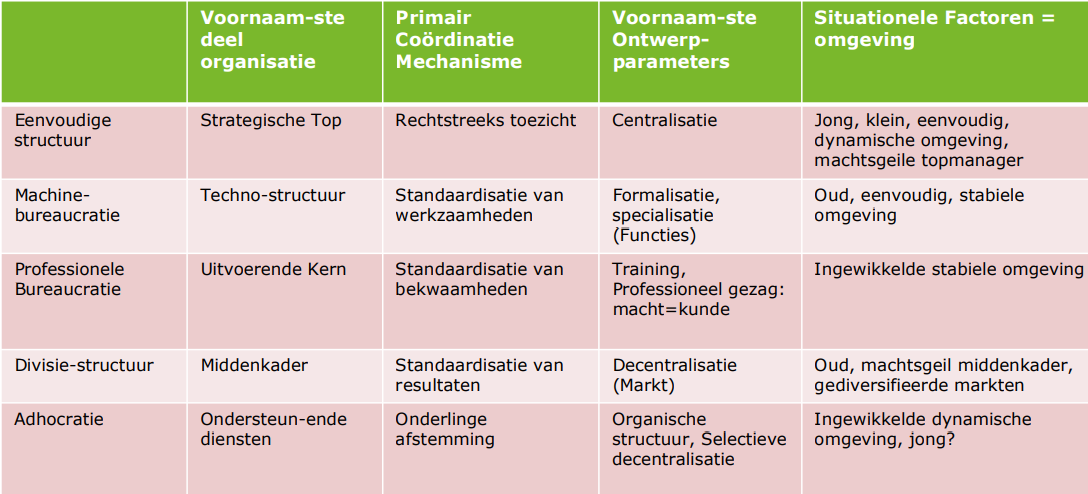 Voornaam-ste
deel
organisatie
Primair
Coördinatie
Mechanisme
Voornaam-ste
Ontwerp-
parameters
Situationele Factoren =
omgeving
Eenvoudige
structuur
Strategische Top
Rechtstreeks toezicht
Centralisatie
Jong, klein, eenvoudig,
dynamische omgeving,
machtsgeile topmanager
Machine-
bureaucratie
Techno-structuur
Standaardisatie van
werkzaamheden
Formalisatie,
specialisatie
(Functies)
Oud, eenvoudig, stabiele
omgeving
Professionele
Bureaucratie
Uitvoerende Kern
Standaardisatie van
bekwaamheden
Training,
Professioneel gezag:
macht=kunde
Ingewikkelde stabiele omgeving
Divisie-structuur
Middenkader
Standaardisatie van
resultaten
Decentralisatie
(Markt)
Oud, machtsgeil middenkader,
gediversifieerde markten
Adhocratie
Ondersteun-ende
diensten
Onderlinge
afstemming
Organische
structuur, Selectieve
decentralisatie
Ingewikkelde dynamische
omgeving, jong?